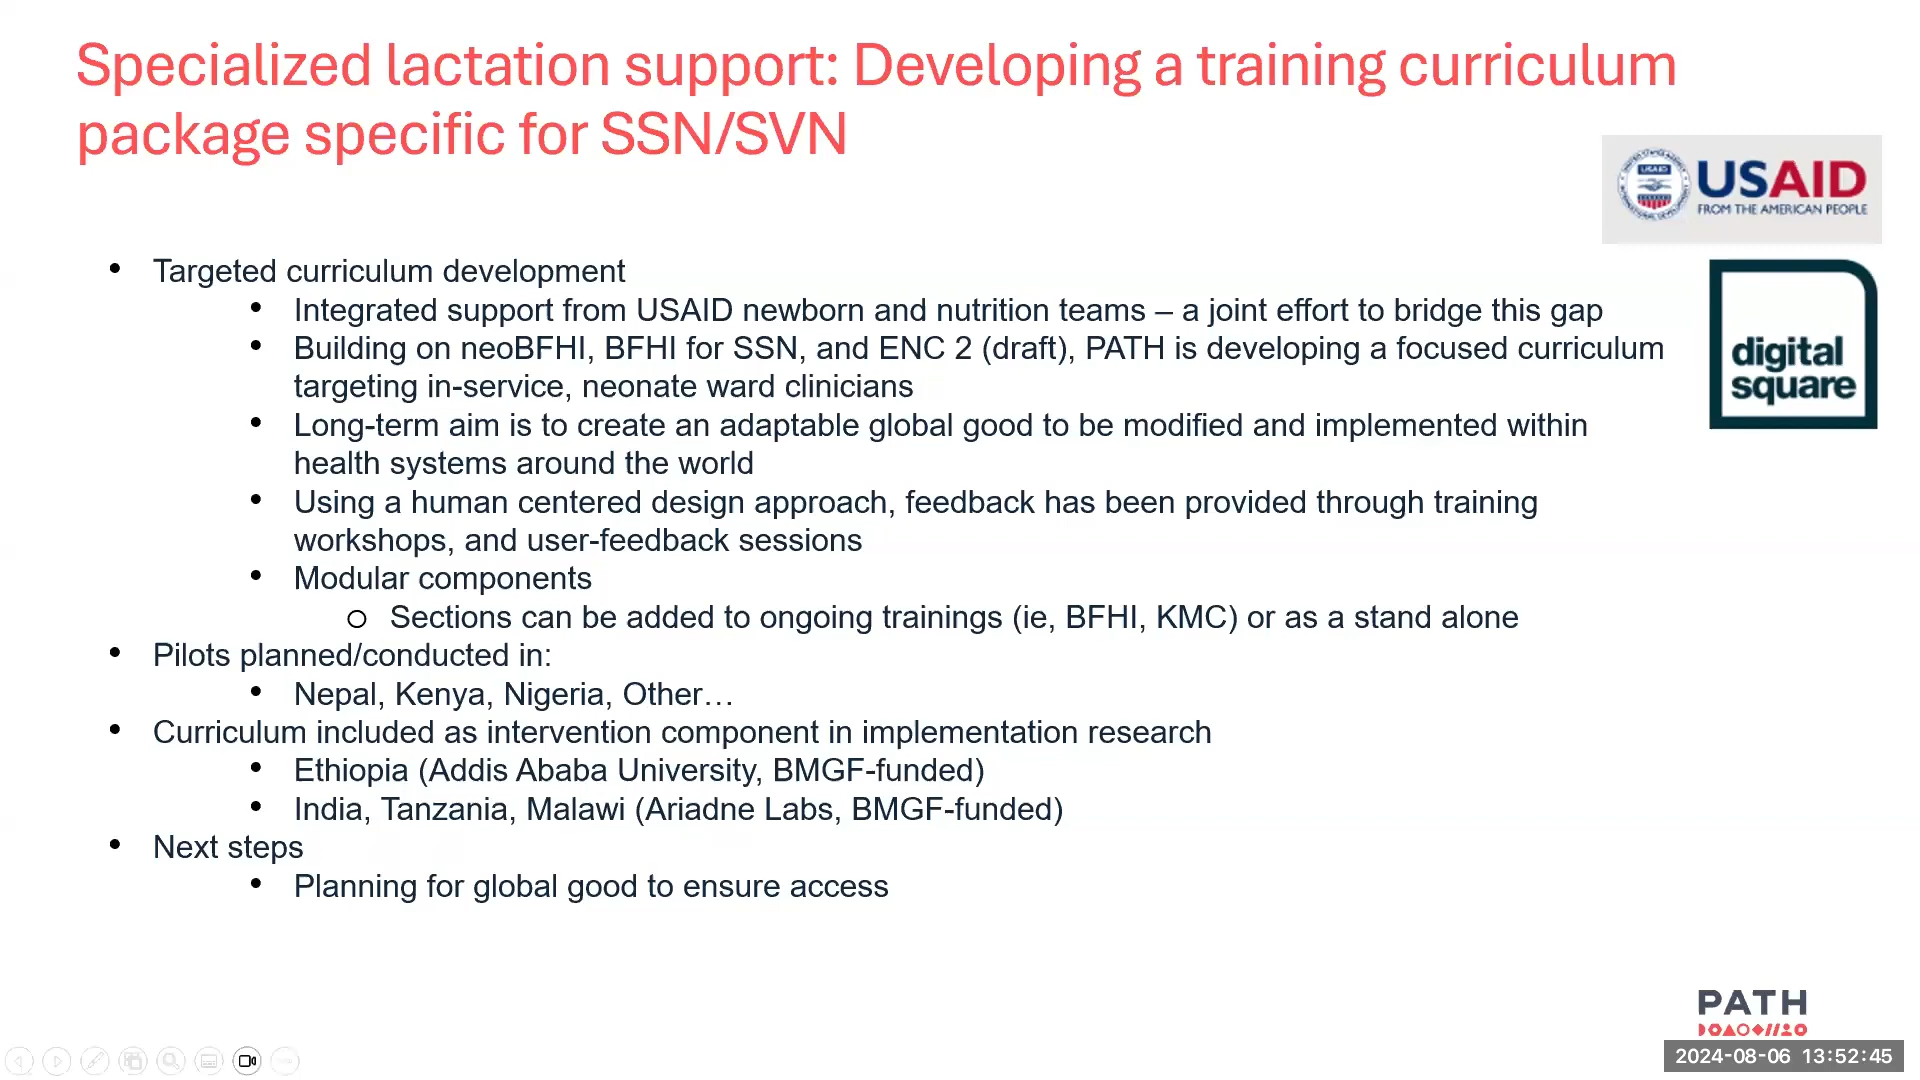 Specialized lactation support: Developing a training curriculum
package specific for SSN/SVN
USAID
USAID
FROM THE AMERICAN PEOPLE
• Targeted curriculum development
• Integrated support from USAID newborn and nutrition teams – a joint effort to bridge this gap
• Building on neoBFHI, BFHI for SSN, and ENC 2 (draft), PATH is developing a focused curriculum
targeting in-service, neonate ward clinicians
digital
square
• Long-term aim is to create an adaptable global good to be modified and implemented within
health systems around the world
• Using a human centered design approach, feedback has been provided through training
workshops, and user-feedback sessions
• Modular components
o Sections can be added to ongoing trainings (ie, BFHI, KMC) or as a stand alone
• Pilots planned/conducted in:
• Nepal, Kenya, Nigeria, Other…
• Curriculum included as intervention component in implementation research
• Ethiopia (Addis Ababa University, BMGF-funded)
• India, Tanzania, Malawi (Ariadne Labs, BMGF-funded)
• Next steps
• Planning for global good to ensure access
PATH
2024-08-06 13:52:45